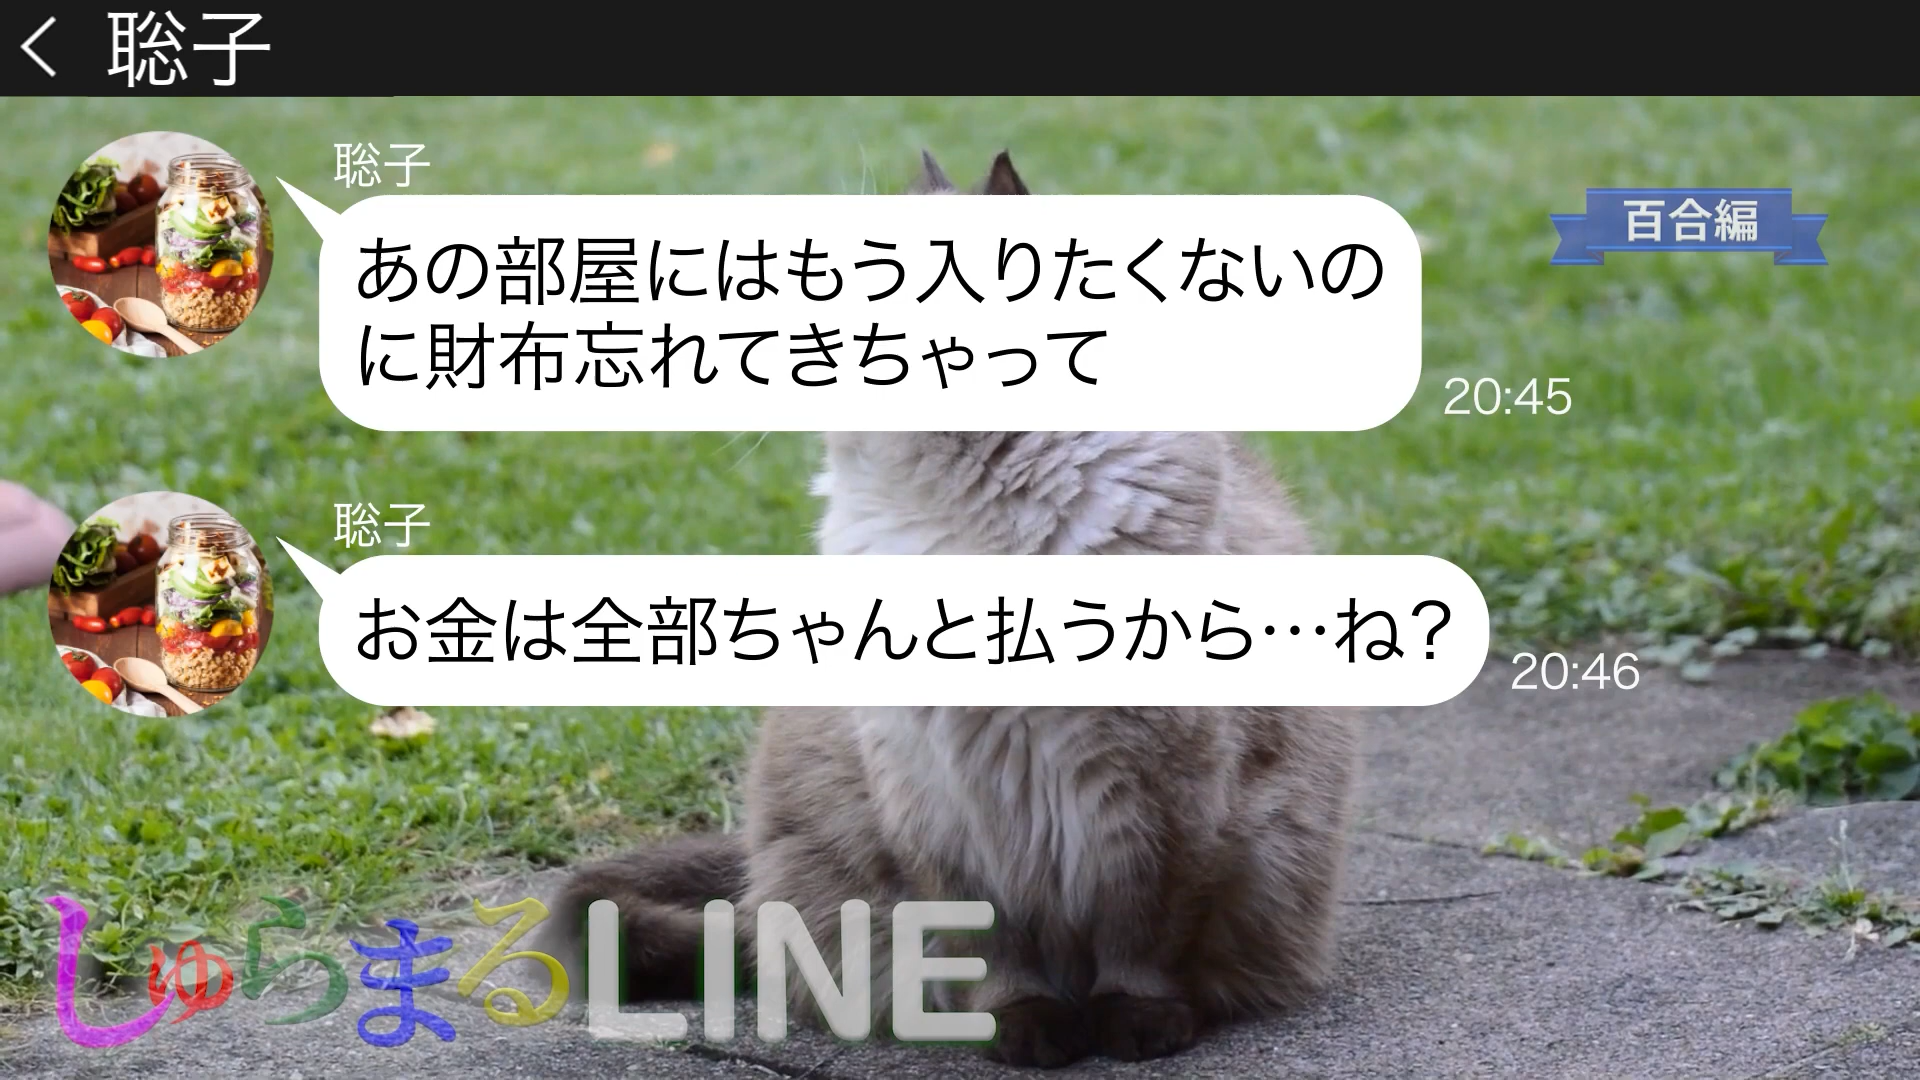 聡子
聡子
百合編
あの部屋にはもう入りたくないの
に財布忘れてきちゃって
20:45
聡子
お金は全部ちゃんと払うから…ね？
20:46
しゅらまるLINE